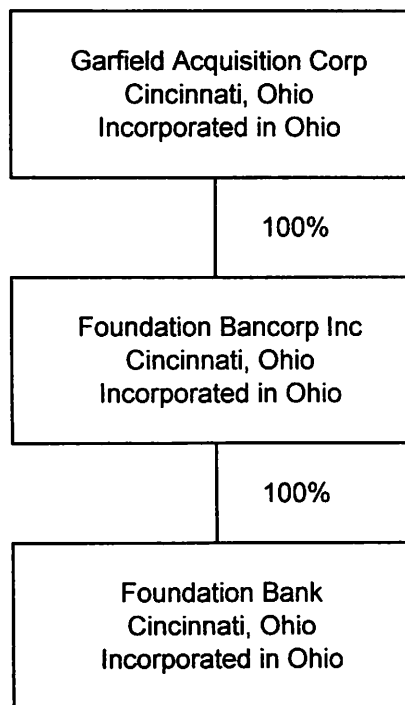 Garfield Acquisition Corp
Cincinnati, Ohio
Incorporated in Ohio
100%
Foundation Bancorp Inc
Cincinnati, Ohio
Incorporated in Ohio
100%
Foundation Bank
Cincinnati, Ohio
Incorporated in Ohio